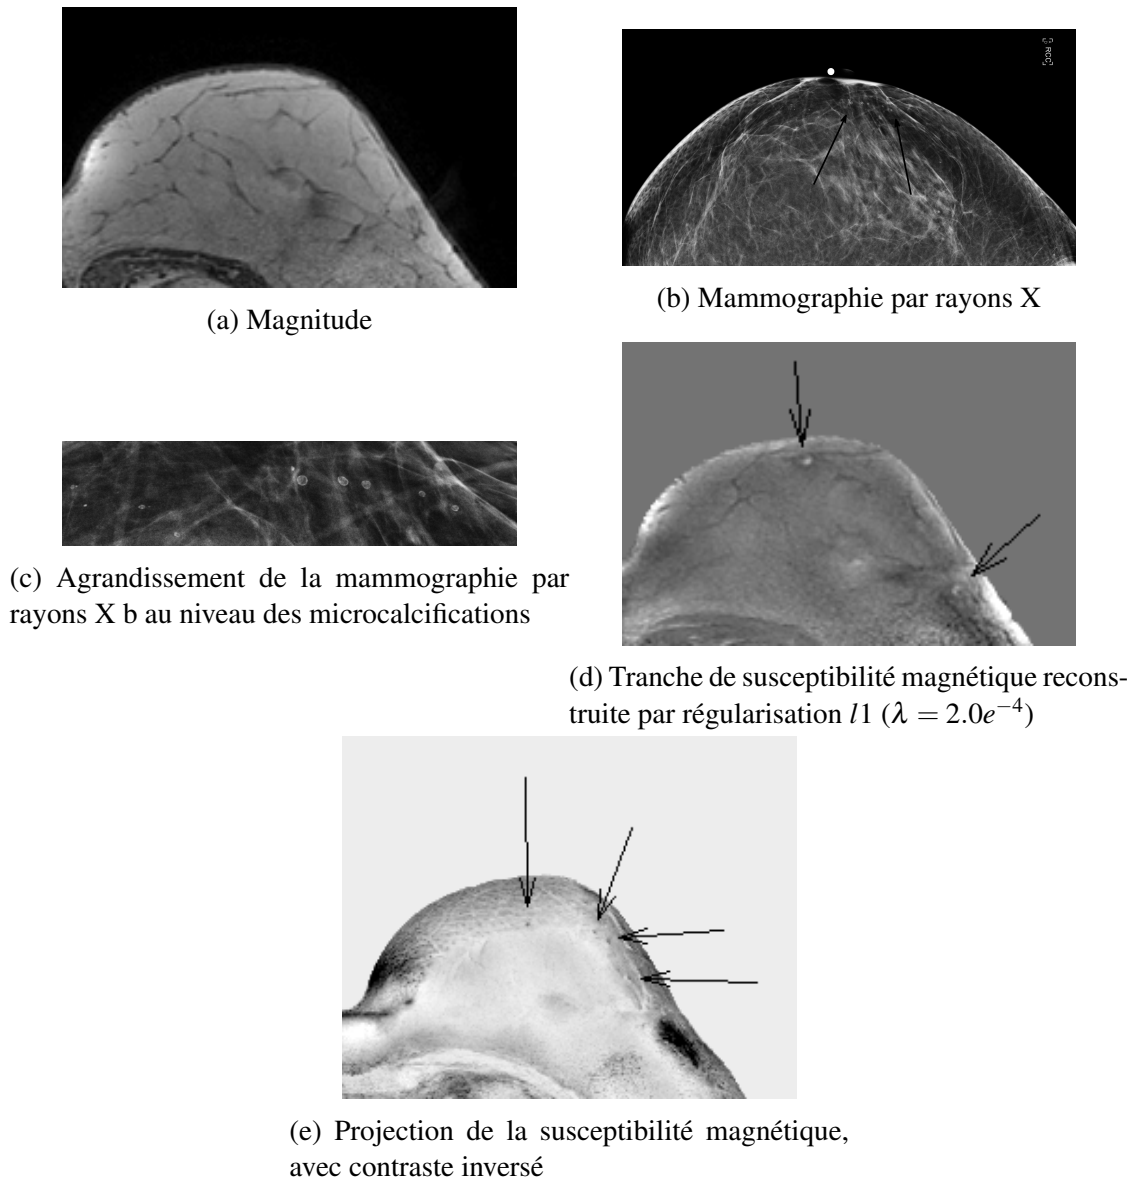 RCC
(a) Magnitude
(b) Mammographie par rayons X
(c) Agrandissement de la mammographie par
rayons X b au niveau des microcalcifications
(d) Tranche de susceptibilité magnétique recons-
truite par régularisation l1 (λ = 2.0e⁻⁴)
(e) Projection de la susceptibilité magnétique,
avec contraste inversé